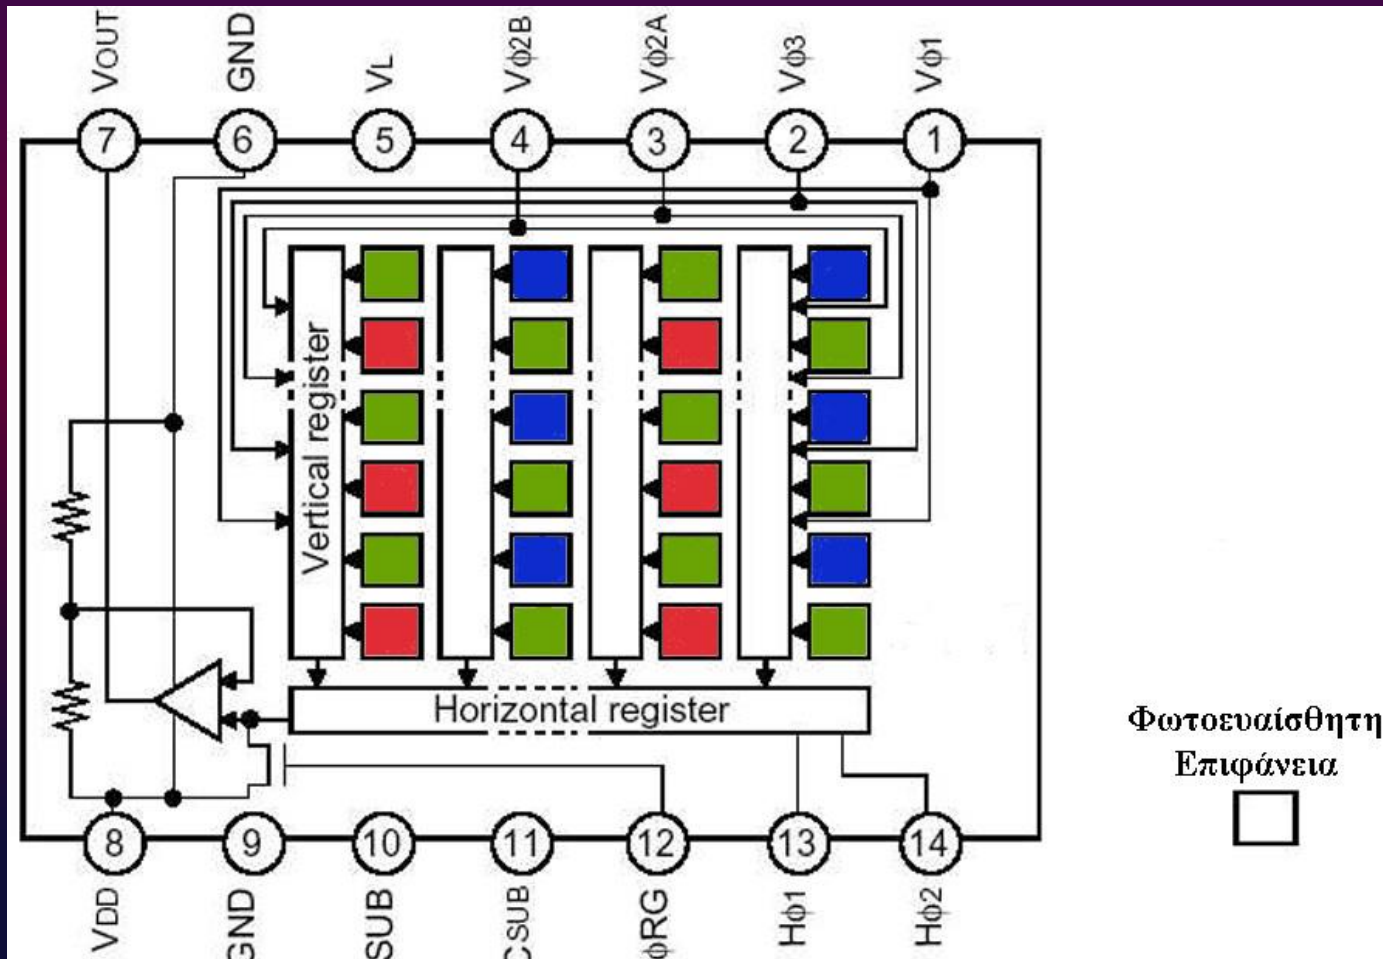 VOUT
GND
VL
Vϕ2B
Vϕ2A
Vϕ3
Vϕ1
7
6
5
4
3
2
1
Vertical register
Horizontal register
Φωτοευαίσθητη
Επιφάνεια
8
9
10
11
12
13
14
VDD
GND
SUB
CSUB
ϕRG
Hϕ1
Hϕ2